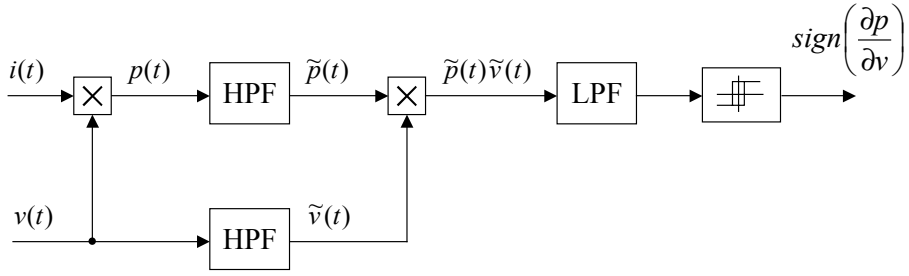 sign(∂p/∂v)
i(t)
p(t)
HPF
p̃(t)
p̃(t)ṽ(t)
LPF
v(t)
HPF
ṽ(t)